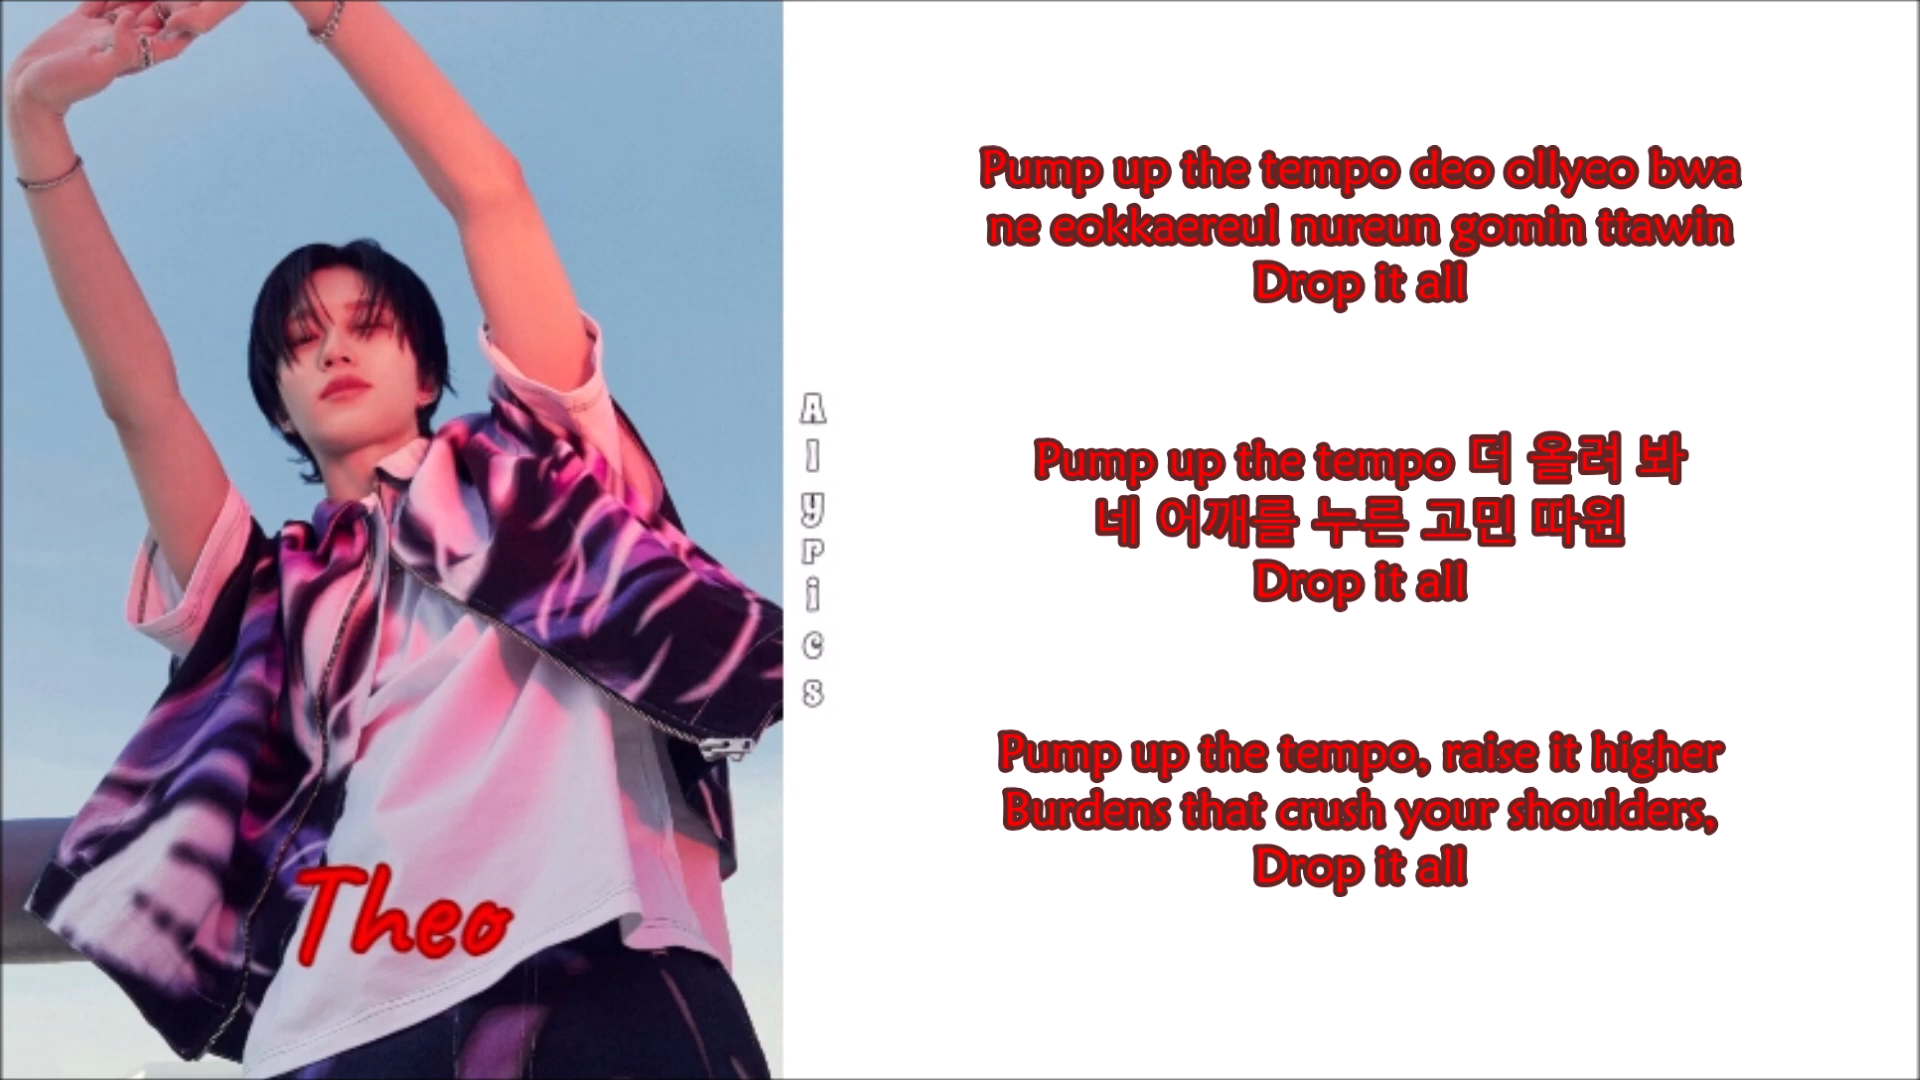 Theo
Alypics
Pump up the tempo deo ollyeo bwa
ne eokkaereul nureun gomin ttawin
Drop it all
Pump up the tempo 더 올려 봐
네 어깨를 누른 고민 따윈
Drop it all
Pump up the tempo, raise it higher
Burdens that crush your shoulders,
Drop it all